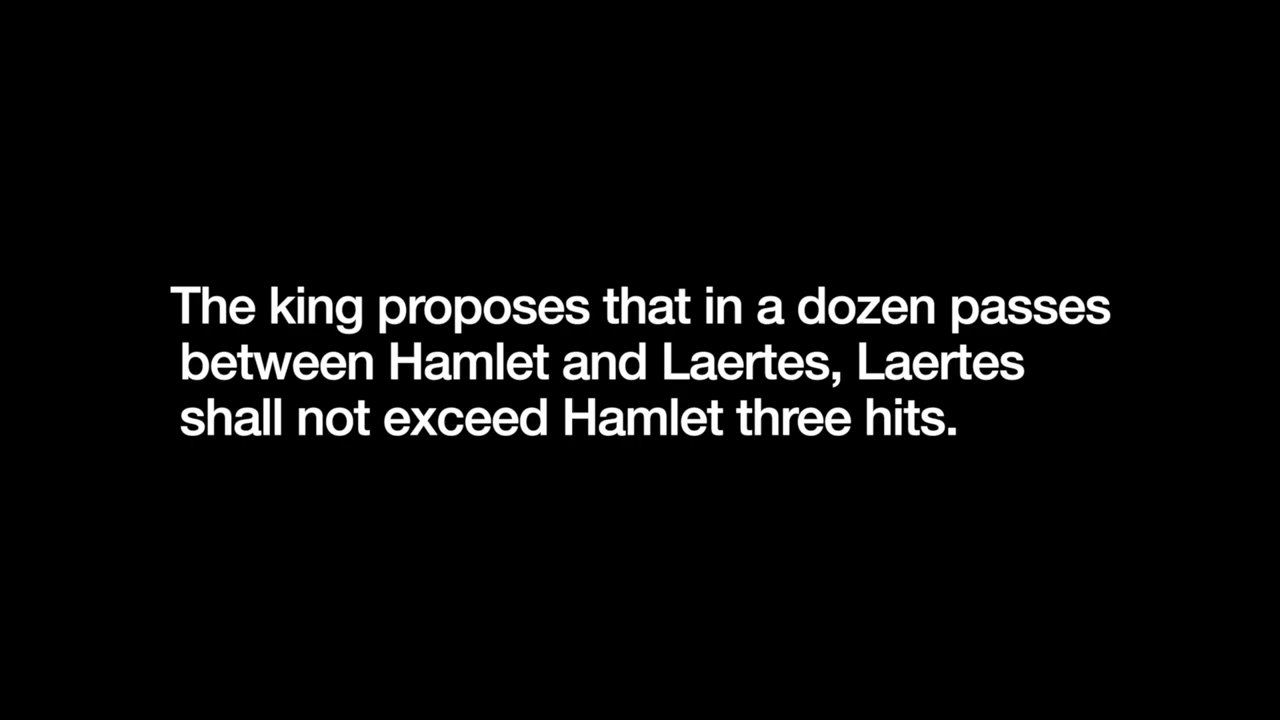 The king proposes that in a dozen passes
between Hamlet and Laertes, Laertes
shall not exceed Hamlet three hits.